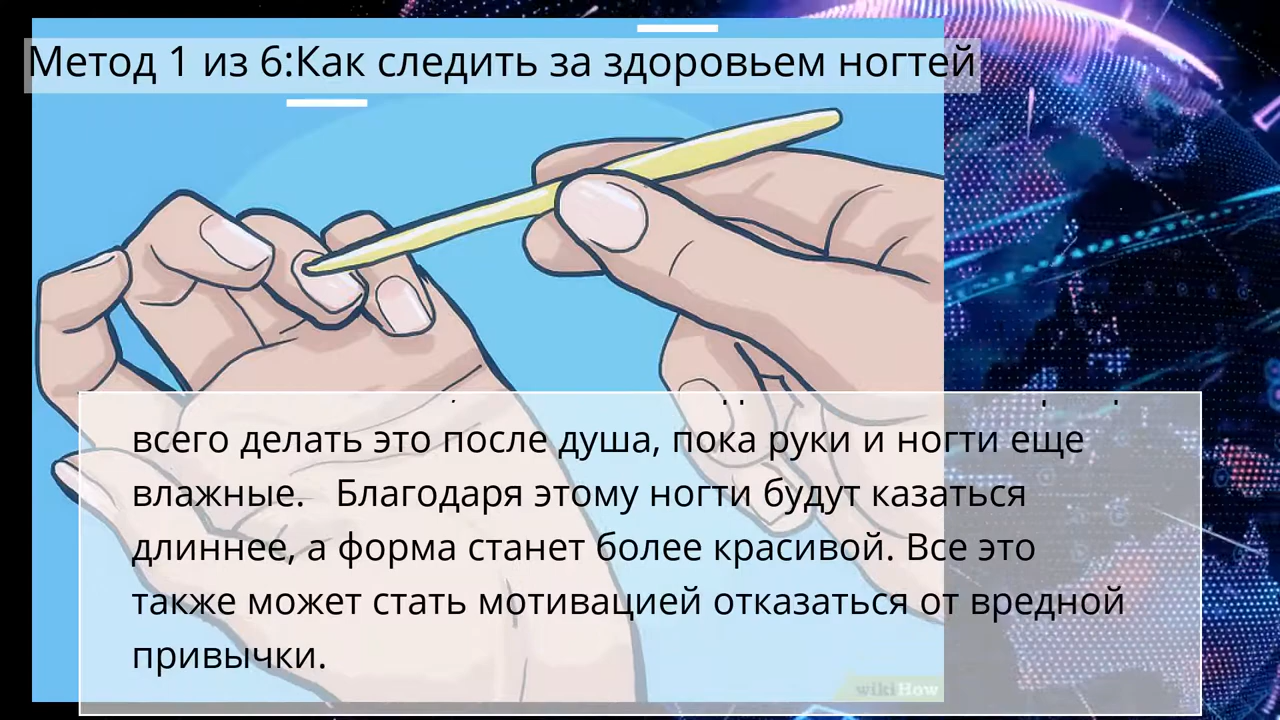 Метод 1 из 6:Как следить за здоровьем ногтей
всего делать это после душа, пока руки и ногти еще
влажные.   Благодаря этому ногти будут казаться
длиннее, а форма станет более красивой. Все это
также может стать мотивацией отказаться от вредной
привычки.
wikiHow